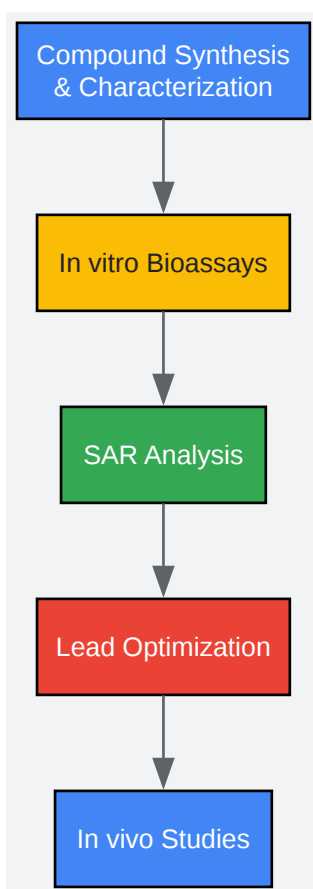 Compound Synthesis
& Characterization
In vitro Bioassays
SAR Analysis
Lead Optimization
In vivo Studies